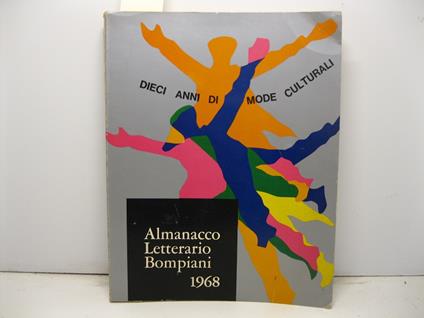 DIECI ANNI DI MODE CULTURALI
Almanacco
Letterario
Bompiani
1968